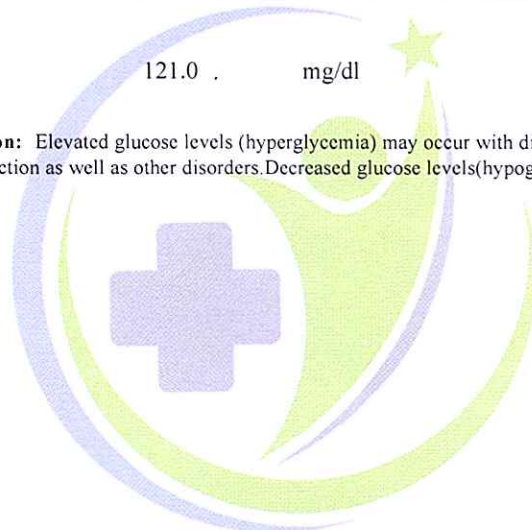 121.0 . mg/dl
on: Elevated glucose levels (hyperglycemia) may occur with di
ction as well as other disorders.Decreased glucose levels(hypog